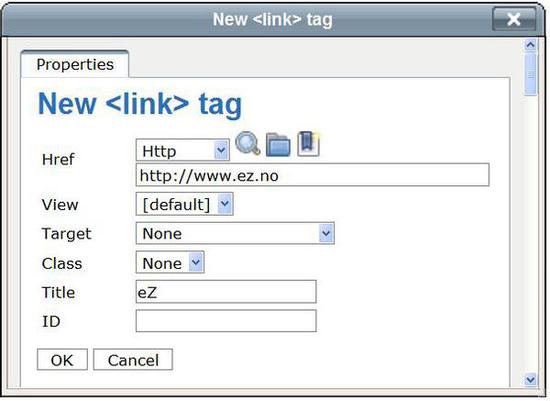 New <link> tag
Properties
New <link> tag
Href Http
http://www.ez.no
View [default]
Target None
Class None
Title eZ
ID
OK Cancel